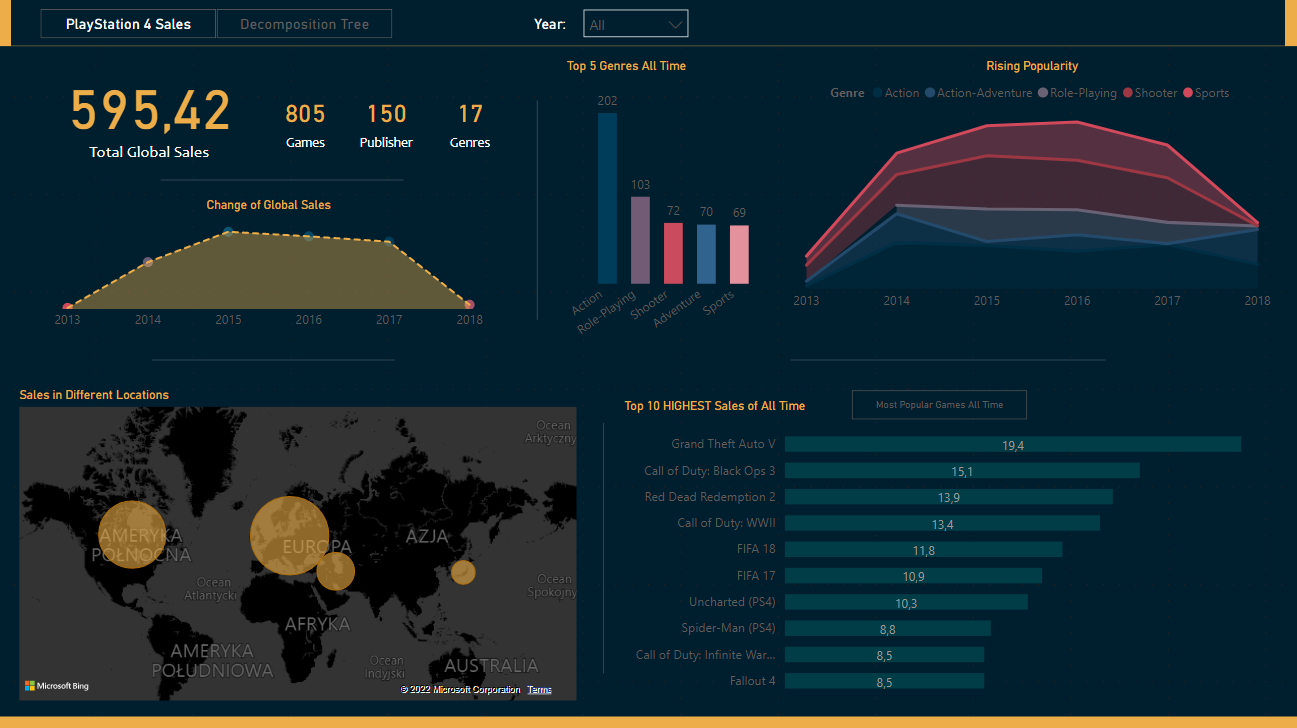 PlayStation 4 Sales
Decomposition Tree
Year:
All
595,42
Total Global Sales
805
Games
150
Publisher
17
Genres
Change of Global Sales
2013 2014 2015 2016 2017 2018
Top 5 Genres All Time
202
103
72
70
69
Action
Role-Playing
Shooter
Adventure
Sports
Rising Popularity
Genre Action Action-Adventure Role-Playing Shooter Sports
2013 2014 2015 2016 2017 2018
Sales in Different Locations
Ocean
Arktyczny
AMERYKA
PÓŁNOCNA
EUROPA
AZJA
Ocean
Atlantycki
Ocean
Spokojny
AFRYKA
AMERYKA
POŁUDNIOWA
Ocean
Indyjski
AUSTRALIA
Microsoft Bing
© 2022 Microsoft Corporation Terms
Top 10 HIGHEST Sales of All Time
Most Popular Games All Time
Grand Theft Auto V 19,4
Call of Duty: Black Ops 3 15,1
Red Dead Redemption 2 13,9
Call of Duty: WWII 13,4
FIFA 18 11,8
FIFA 17 10,9
Uncharted (PS4) 10,3
Spider-Man (PS4) 8,8
Call of Duty: Infinite War... 8,5
Fallout 4 8,5